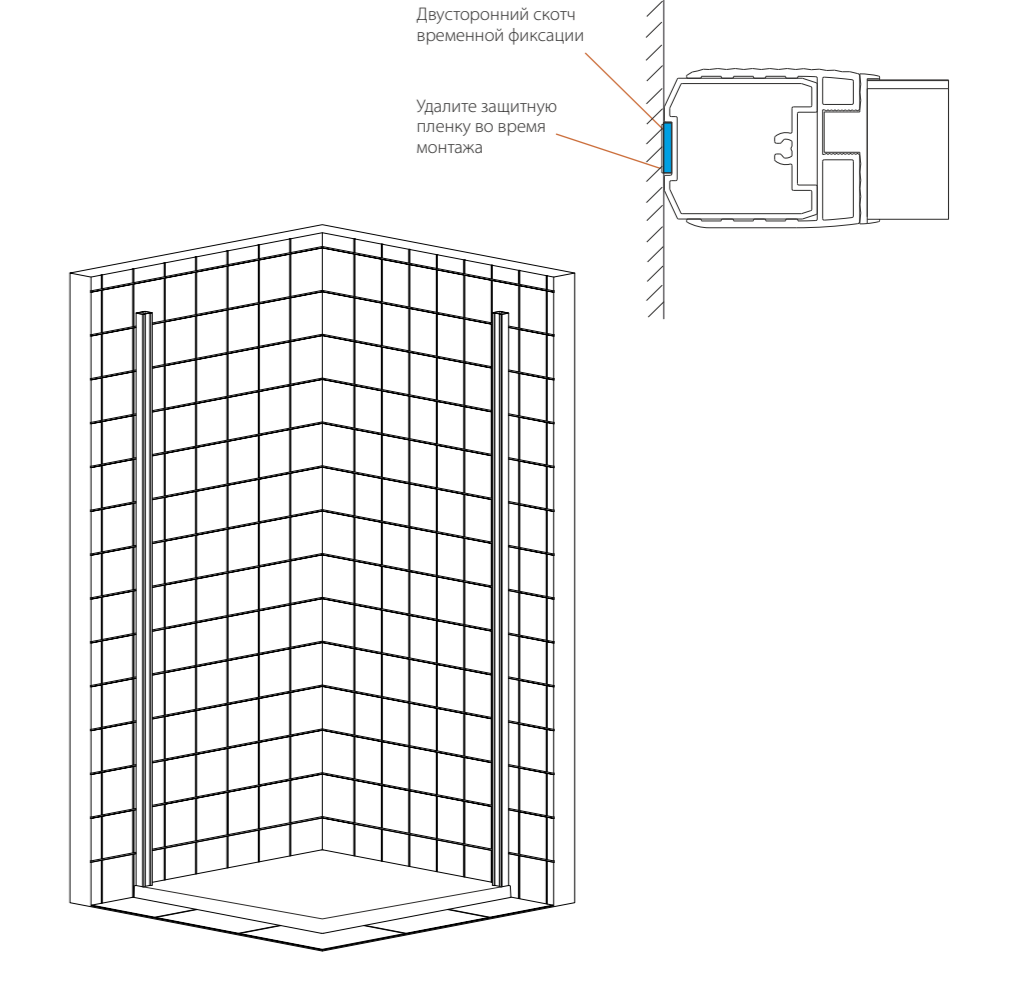 Двусторонний скотч
временной фиксации
Удалите защитную
пленку во время
монтажа